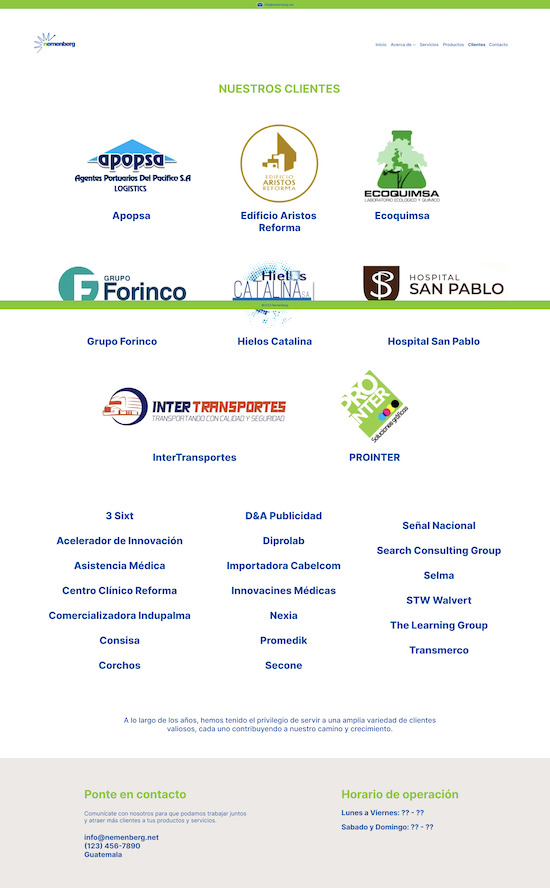 info@nemenberg.net
nemenberg
Inicio Acerca de Servicios Productos Clientes Contacto
NUESTROS CLIENTES
apopsa
Agentes Portuarios Del Pacífico S.A
LOGISTICS
EDIFICIO
ARISTOS
REFORMA
ECOQUIMSA
LABORATORIO ECOLÓGICO Y QUÍMICO
Apopsa
Edificio Aristos
Reforma
Ecoquimsa
GRUPO
Forinco
Hielos
CATALINA S.A.
HOSPITAL
SAN PABLO
Grupo Forinco
Hielos Catalina
Hospital San Pablo
INTERTRANSPORTES
TRANSPORTANDO CON CALIDAD Y SEGURIDAD
PRO
INTER
Soluciones gráficas
InterTransportes
PROINTER
3 Sixt
Acelerador de Innovación
Asistencia Médica
Centro Clínico Reforma
Comercializadora Indupalma
Consisa
Corchos
D&A Publicidad
Diprolab
Importadora Cabelcom
Innovacines Médicas
Nexia
Promedik
Secone
Señal Nacional
Search Consulting Group
Selma
STW Walvert
The Learning Group
Transmerco
A lo largo de los años, hemos tenido el privilegio de servir a una amplia variedad de clientes
valiosos, cada uno contribuyendo a nuestro camino y crecimiento.
Ponte en contacto
Comunícate con nosotros para que podamos trabajar juntos
y atraer más clientes a tus productos y servicios.
info@nemenberg.net
(123) 456-7890
Guatemala
Horario de operación
Lunes a Viernes: ?? - ??
Sabado y Domingo: ?? - ??